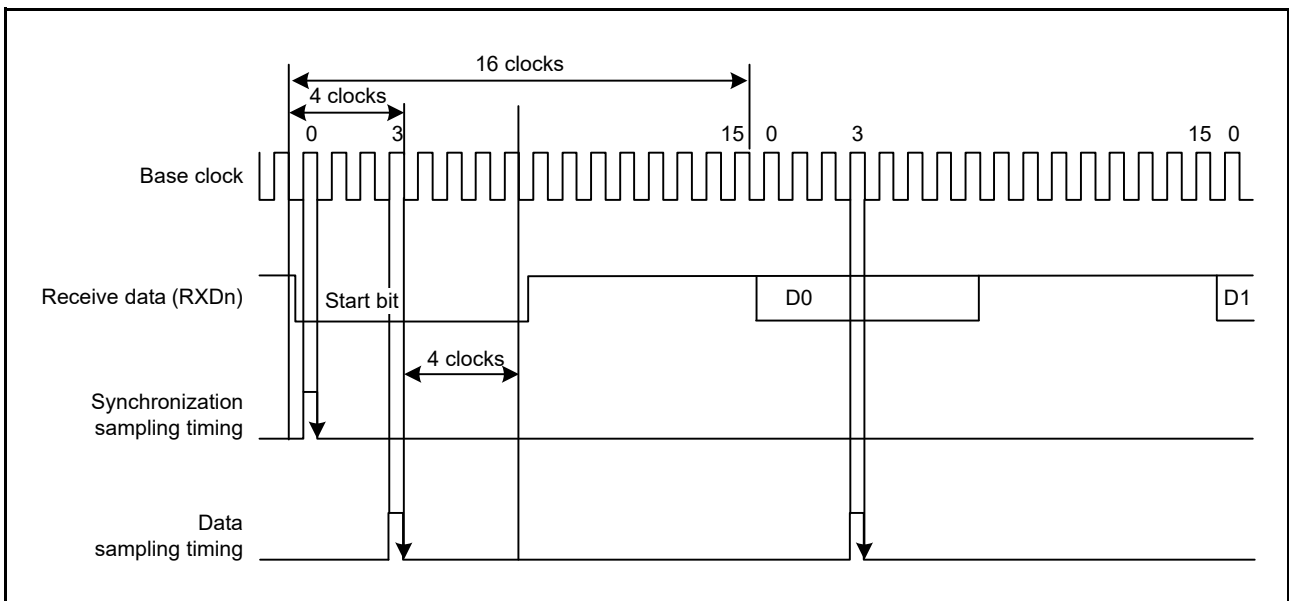 16 clocks
4 clocks
0 3 15 0 3 15 0
Base clock
Receive data (RXDn) Start bit D0 D1
4 clocks
Synchronization
sampling timing
Data
sampling timing